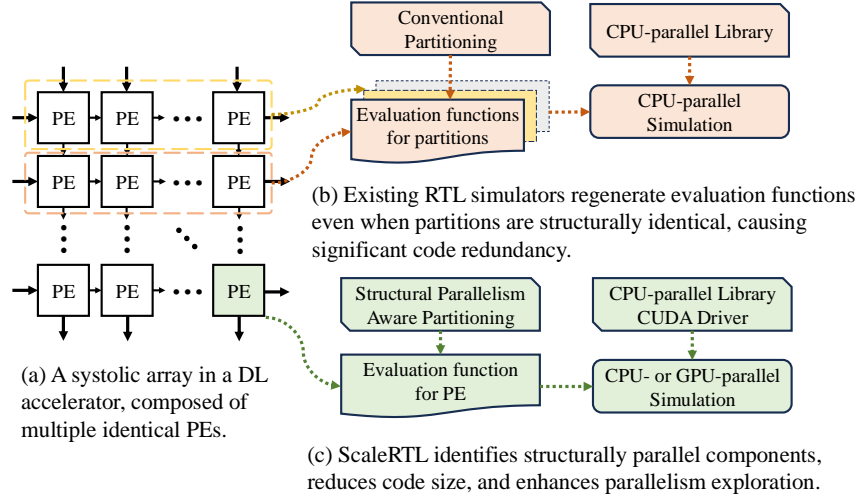 PE PE PE
PE PE PE
PE PE PE
(a) A systolic array in a DL
accelerator, composed of
multiple identical PEs.
Conventional
Partitioning
CPU-parallel Library
Evaluation functions
for partitions
CPU-parallel
Simulation
(b) Existing RTL simulators regenerate evaluation functions
even when partitions are structurally identical, causing
significant code redundancy.
Structural Parallelism
Aware Partitioning
CPU-parallel Library
CUDA Driver
Evaluation function
for PE
CPU- or GPU-parallel
Simulation
(c) ScaleRTL identifies structurally parallel components,
reduces code size, and enhances parallelism exploration.